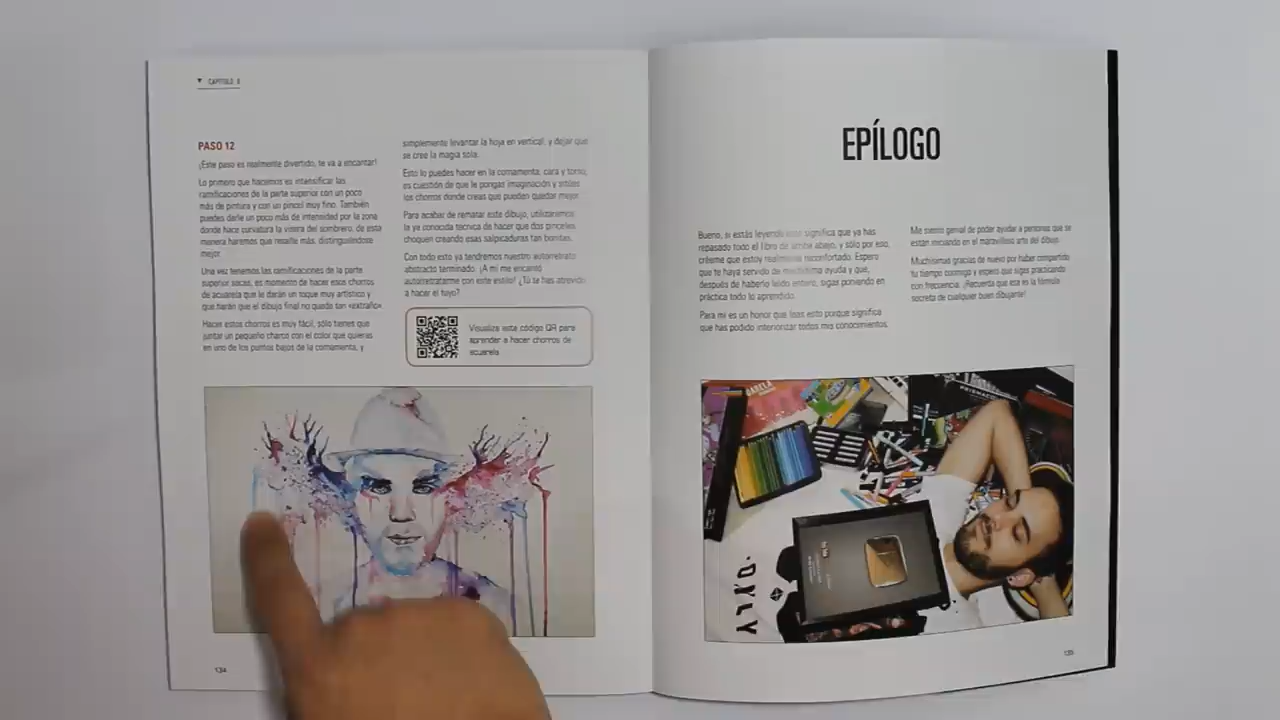 CAPÍTULO 8
PASO 12
¡Este paso es realmente divertido, te va a encantar!
Lo primero que hacemos es intensificar las
ramificaciones de la parte superior con un poco
más de pintura y con un pincel muy fino. También
puedes darle un poco más de intensidad por la zona
donde hace curvatura la visera del sombrero, de esta
manera haremos que resalte más, distinguiéndose
mejor.
Una vez tenemos las ramificaciones de la parte
superior secas, es momento de hacer esos chorros
de acuarela que le darán un toque muy artístico y
que harán que el dibujo final no quede tan «extraño».
Hacer estos chorros es muy fácil, sólo tienes que
juntar un pequeño charco con el color que quieras
en uno de los puntos bajos de la cornamenta, y
simplemente levantar la hoja en vertical, y dejar que
se cree la magia sola.
Esto lo puedes hacer en la cornamenta, cara y torso,
es cuestión de que le pongas imaginación y sitúes
los chorros donde creas que pueden quedar mejor.
Para acabar de rematar este dibujo, utilizaremos
la ya conocida técnica de hacer que dos pinceles
choquen creando esas salpicaduras tan bonitas.
Con todo esto ya tendremos nuestro autorretrato
abstracto terminado. ¡A mí me encantó
autorretratarme con este estilo! ¿Tú te has atrevido
a hacer el tuyo?
Visualiza este código QR para
aprender a hacer chorros de
acuarela
134
EPÍLOGO
Bueno, si estás leyendo esto significa que ya has
repasado todo el libro de arriba abajo, y sólo por eso,
créeme que estoy realmente reconfortado. Espero
que te haya servido de muchísima ayuda y que,
después de haberlo leído entero, sigas poniendo en
práctica todo lo aprendido.
Para mí es un honor que leas esto porque significa
que has podido interiorizar todos mis conocimientos.
Me siento genial de poder ayudar a personas que se
están iniciando en el maravilloso arte del dibujo.
Muchísimas gracias de nuevo por haber compartido
tu tiempo conmigo y espero que sigas practicando
con frecuencia. ¡Recuerda que esa es la fórmula
secreta de cualquier buen dibujante!
PRISMACOLOR
YouTube
135